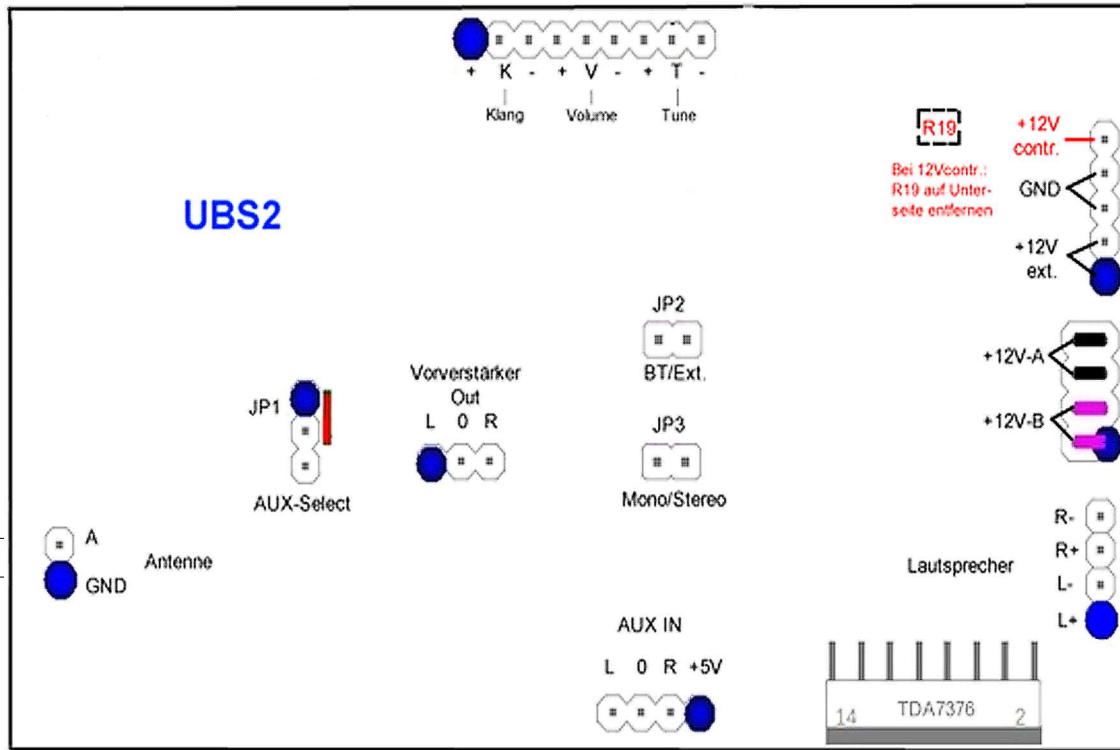 + K - + V - + T -
Klang Volume Tune
R19
+12V
contr.
Bei 12Vcontr.:
R19 auf Unter-
seite entfernen
GND
UBS2
+12V
ext.
JP2
BT/Ext.
+12V-A
Vorverstärker
Out
L 0 R
JP1
+12V-B
JP3
AUX-Select
Mono/Stereo
R-
R+
L-
L+
Lautsprecher
A
GND
Antenne
AUX IN
L 0 R +5V
TDA7376
14 2